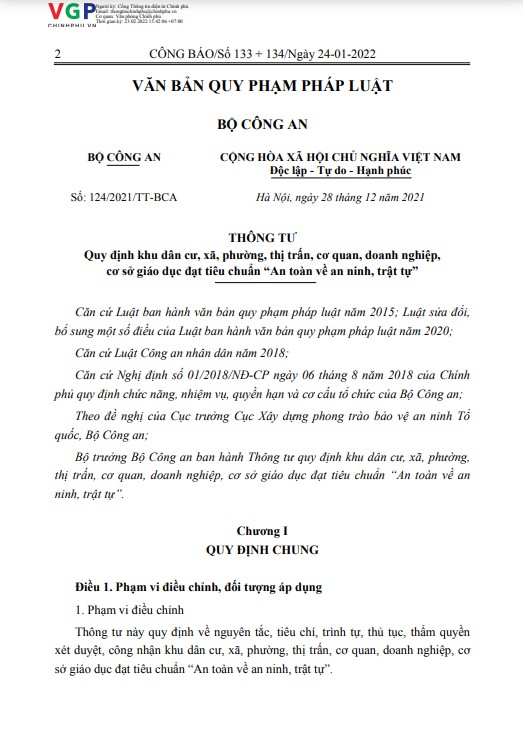 VGP
CHINHPHU.VN
Người ký: Cổng Thông tin điện tử Chính phủ
Email: thongtinchinhphu@chinhphu.vn
Cơ quan: Văn phòng Chính phủ
Thời gian ký: 23.02.2022 15:42:06 +07:00
2 CÔNG BÁO/Số 133 + 134/Ngày 24-01-2022
VĂN BẢN QUY PHẠM PHÁP LUẬT
BỘ CÔNG AN
BỘ CÔNG AN
CỘNG HÒA XÃ HỘI CHỦ NGHĨA VIỆT NAM
Độc lập - Tự do - Hạnh phúc
Số: 124/2021/TT-BCA
Hà Nội, ngày 28 tháng 12 năm 2021
THÔNG TƯ
Quy định khu dân cư, xã, phường, thị trấn, cơ quan, doanh nghiệp,
cơ sở giáo dục đạt tiêu chuẩn “An toàn về an ninh, trật tự”
Căn cứ Luật ban hành văn bản quy phạm pháp luật năm 2015; Luật sửa đổi,
bổ sung một số điều của Luật ban hành văn bản quy phạm pháp luật năm 2020;
Căn cứ Luật Công an nhân dân năm 2018;
Căn cứ Nghị định số 01/2018/NĐ-CP ngày 06 tháng 8 năm 2018 của Chính
phủ quy định chức năng, nhiệm vụ, quyền hạn và cơ cấu tổ chức của Bộ Công an;
Theo đề nghị của Cục trưởng Cục Xây dựng phong trào bảo vệ an ninh Tổ
quốc, Bộ Công an;
Bộ trưởng Bộ Công an ban hành Thông tư quy định khu dân cư, xã, phường,
thị trấn, cơ quan, doanh nghiệp, cơ sở giáo dục đạt tiêu chuẩn “An toàn về an
ninh, trật tự”.
Chương I
QUY ĐỊNH CHUNG
Điều 1. Phạm vi điều chỉnh, đối tượng áp dụng
1. Phạm vi điều chỉnh
Thông tư này quy định về nguyên tắc, tiêu chí, trình tự, thủ tục, thẩm quyền
xét duyệt, công nhận khu dân cư, xã, phường, thị trấn, cơ quan, doanh nghiệp, cơ
sở giáo dục đạt tiêu chuẩn “An toàn về an ninh, trật tự”.